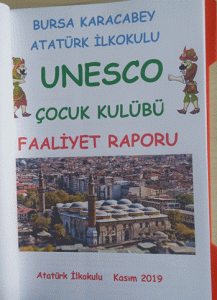 BURSA KARACABEY
ATATÜRK İLKOKULU
UNESCO
ÇOCUK KULÜBÜ
FAALİYET RAPORU
Atatürk İlkokulu Kasım 2019